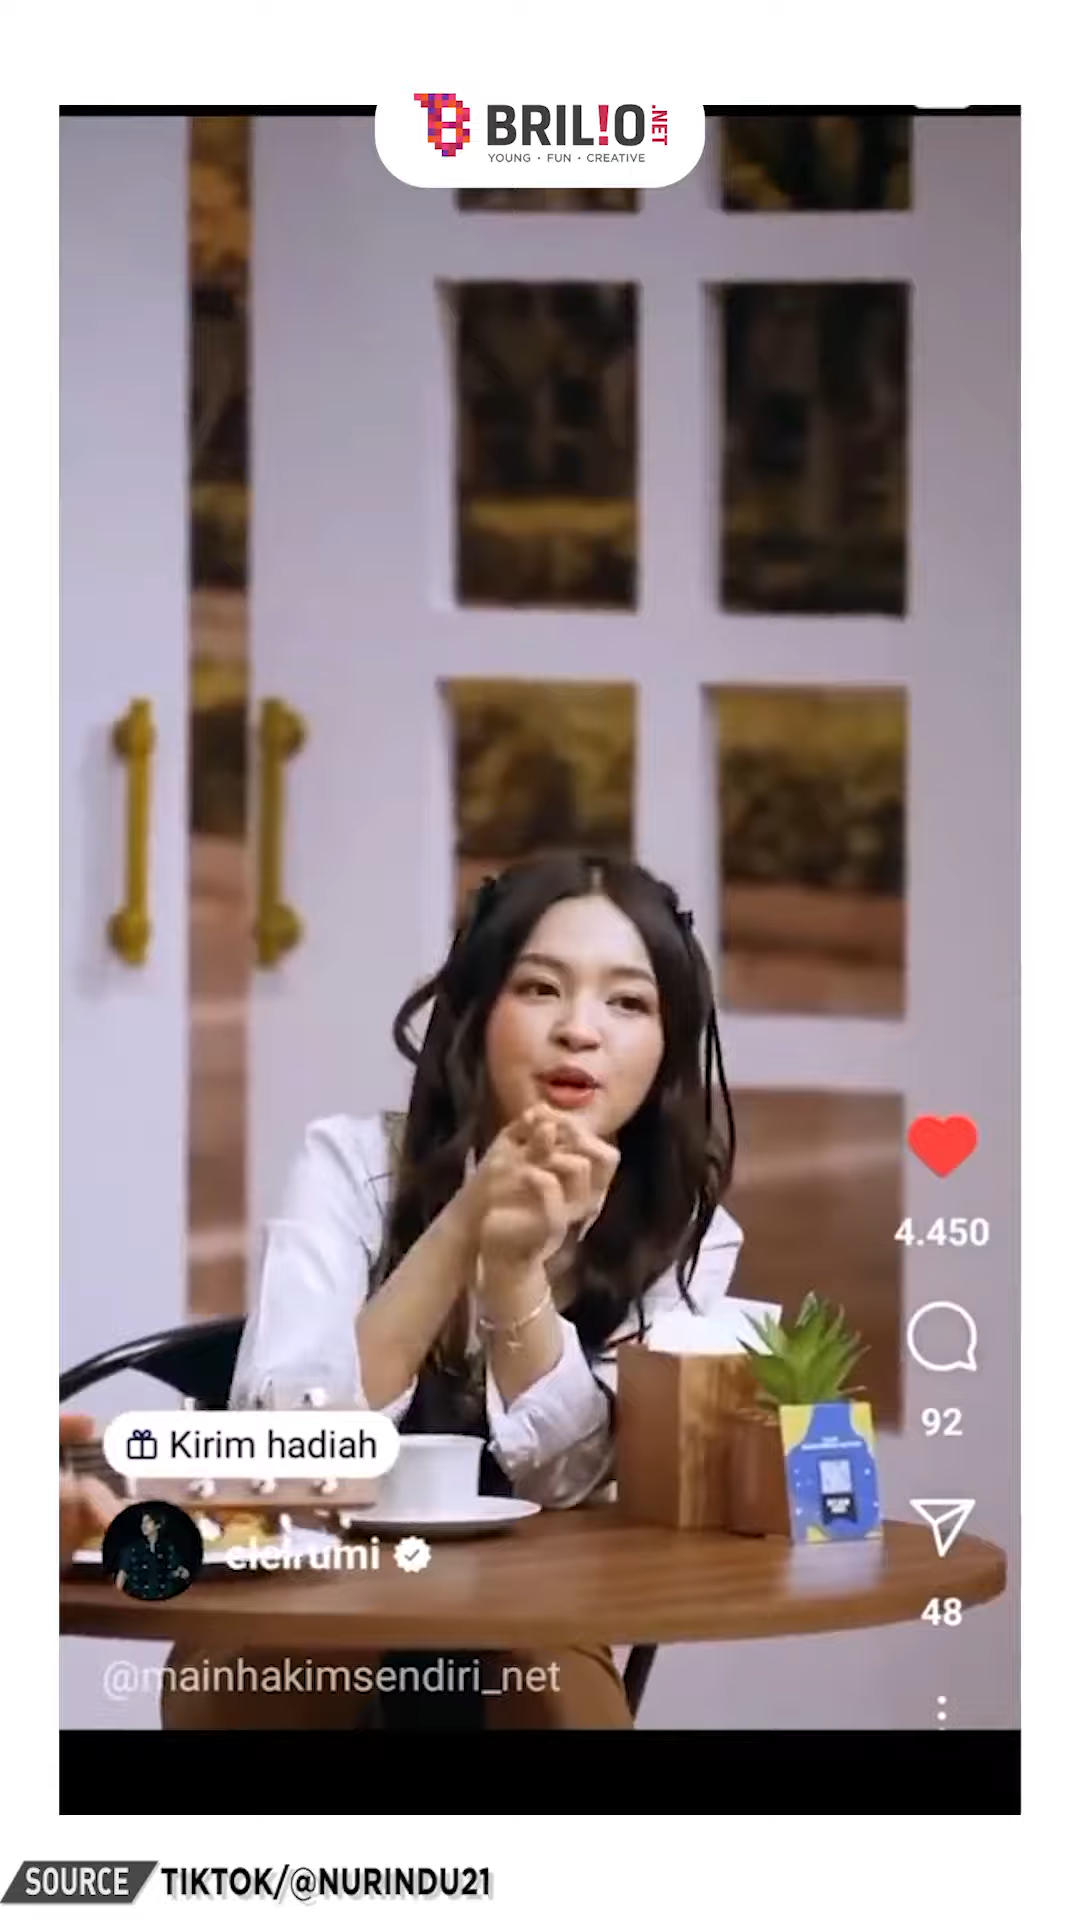 BRIL!O.NET
YOUNG • FUN • CREATIVE
4.450
92
Kirim hadiah
48
@mainhakimsendiri_net
SOURCE TIKTOK/@NURINDU21